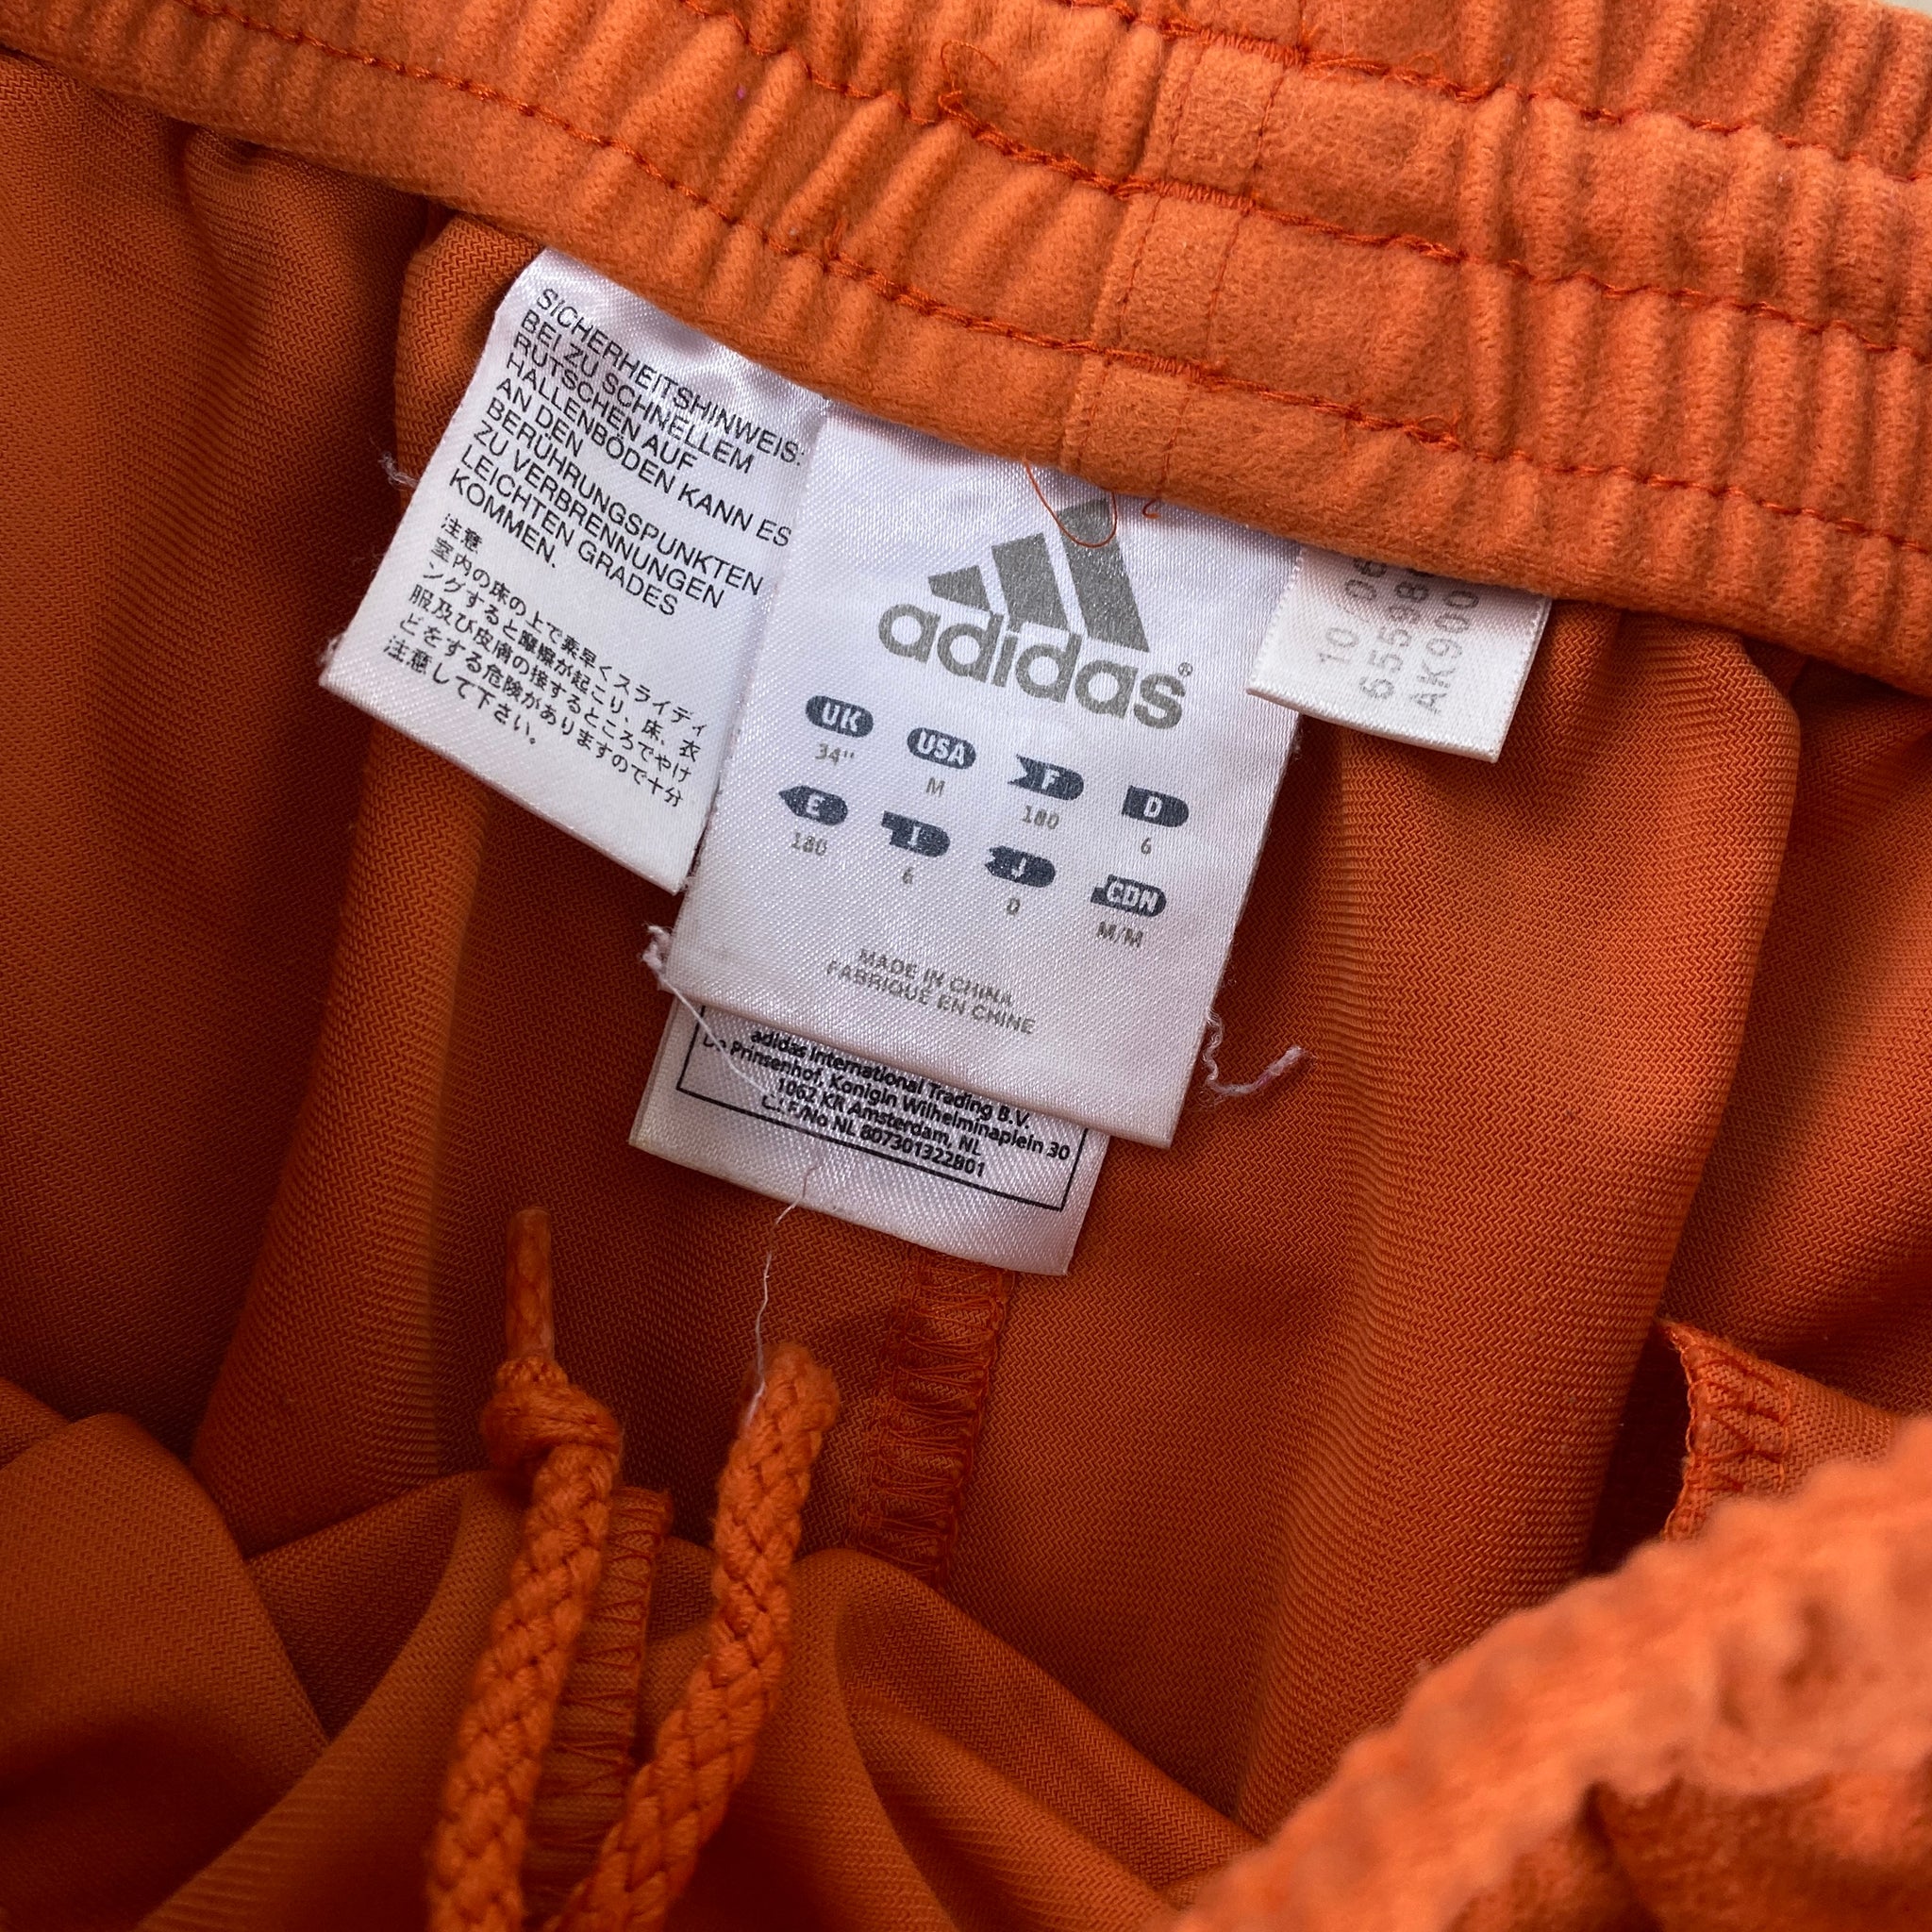 SICHERHEITSHINWEIS:
BEI ZU SCHNELLEM
RUTSCHEN AUF
HALLENBÖDEN KANN ES
AN DEN
BERÜHRUNGSPUNKTEN
ZU VERBRENNUNGEN
LEICHTEN GRADES
KOMMEN.
注意
室内の床の上で素早くスライディ
ングすると摩擦が起こり、床、衣
服及び皮膚の接するところでやけ
どをする危険がありますので十分
注意して下さい。
adidas®
UK USA F D
34" M 180 6
E I J CDN
180 6 O M/M
MADE IN CHINA
FABRIQUE EN CHINE
adidas International Trading B.V.
De Prinsenhof, Konigin Wilhelminaplein 30
1062 KR Amsterdam, NL
F/No NL 807301322B01
10 06
65598
AK900